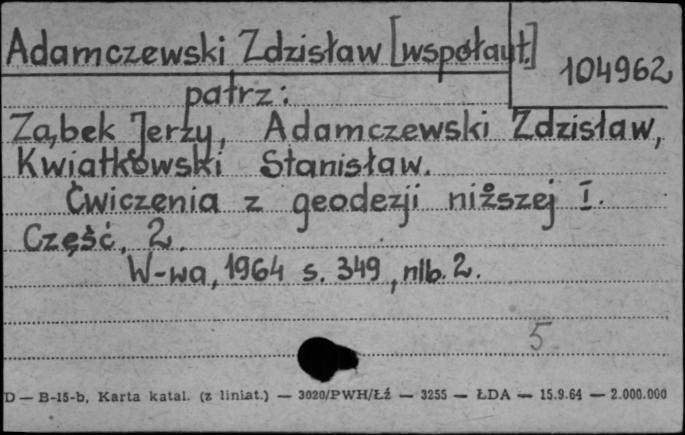 Adamczewski Zdzisław [współaut.]
104962
patrz:
Ząbek Jerzy, Adamczewski Zdzisław,
Kwiatkowski Stanisław.
Ćwiczenia z geodezji niższej I.
Część, 2.
W-wa, 1964 s. 349, nlb. 2.
5
D — B-15-b, Karta katal. (z liniat.) — 3020/PWH/Łź — 3255 — ŁDA — 15.9.64 — 2.000.000